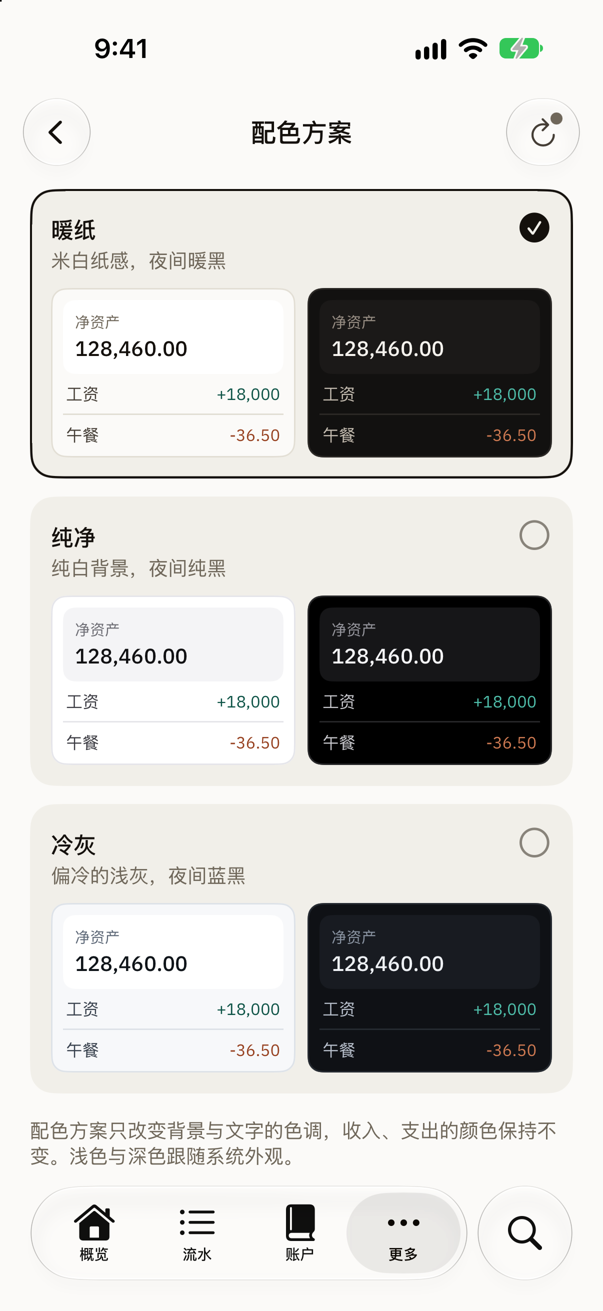 9:41
配色方案
暖纸
米白纸感，夜间暖黑
净资产
128,460.00
工资 +18,000
午餐 -36.50
净资产
128,460.00
工资 +18,000
午餐 -36.50
纯净
纯白背景，夜间纯黑
净资产
128,460.00
工资 +18,000
午餐 -36.50
净资产
128,460.00
工资 +18,000
午餐 -36.50
冷灰
偏冷的浅灰，夜间蓝黑
净资产
128,460.00
工资 +18,000
午餐 -36.50
净资产
128,460.00
工资 +18,000
午餐 -36.50
配色方案只改变背景与文字的色调，收入、支出的颜色保持不
变。浅色与深色跟随系统外观。
概览
流水
账户
更多